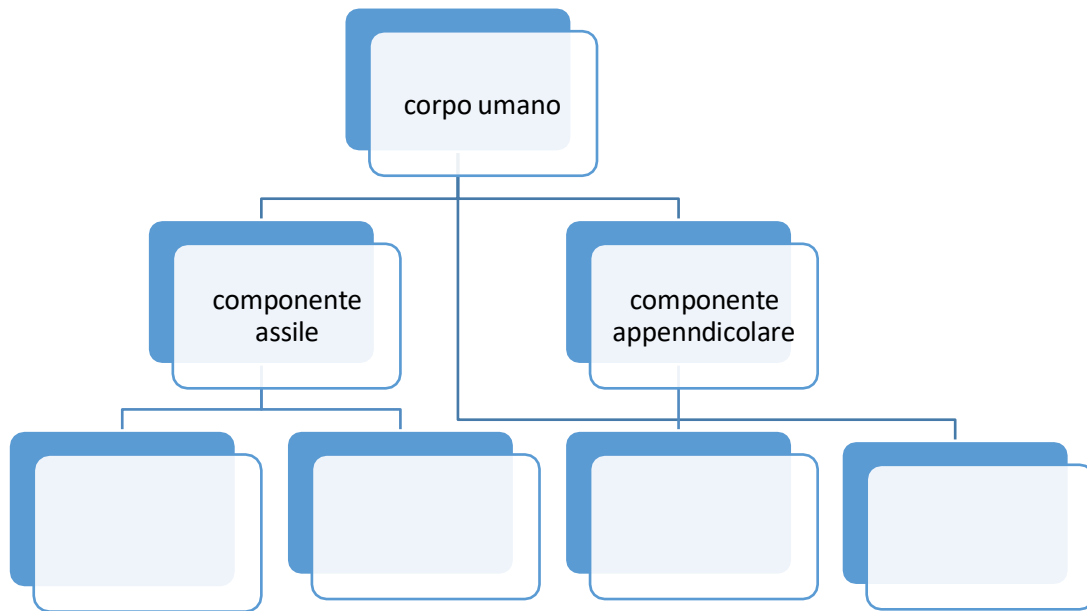 corpo umano
componente
assile
componente
appenndicolare